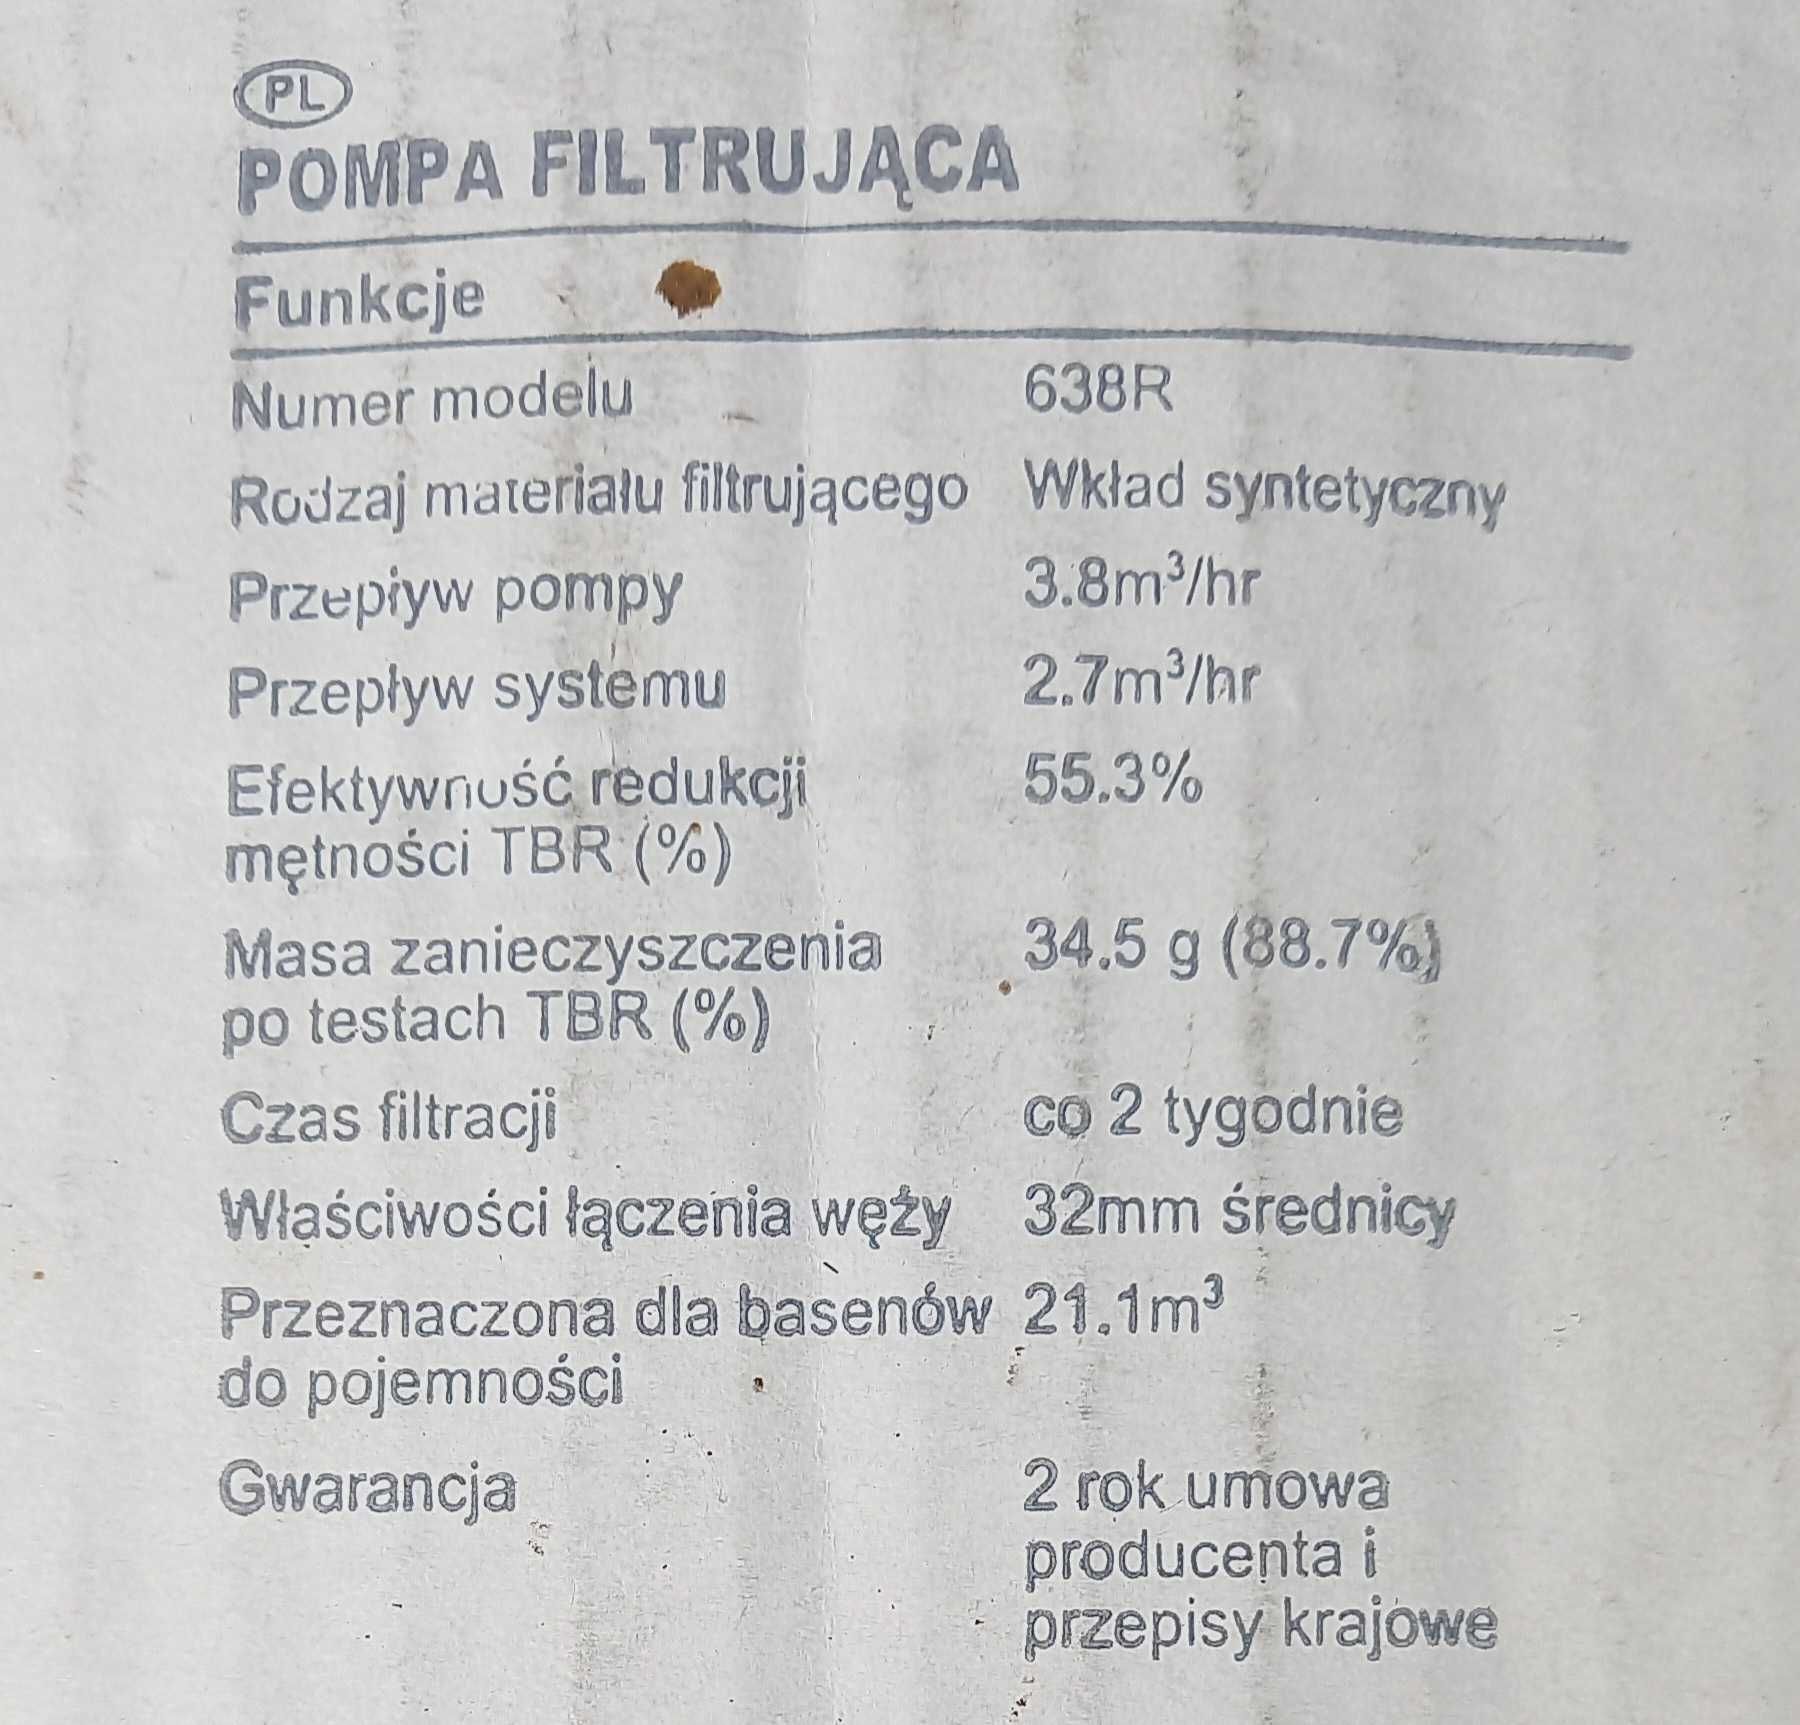 PL
POMPA FILTRUJĄCA
Funkcje
Numer modelu 638R
Rodzaj materiału filtrującego Wkład syntetyczny
Przepływ pompy 3.8m³/hr
Przepływ systemu 2.7m³/hr
Efektywność redukcji 55.3%
mętności TBR (%)
Masa zanieczyszczenia 34.5 g (88.7%)
po testach TBR (%)
Czas filtracji co 2 tygodnie
Właściwości łączenia węży 32mm średnicy
Przeznaczona dla basenów 21.1m³
do pojemności
Gwarancja 2 rok umowa
producenta i
przepisy krajowe